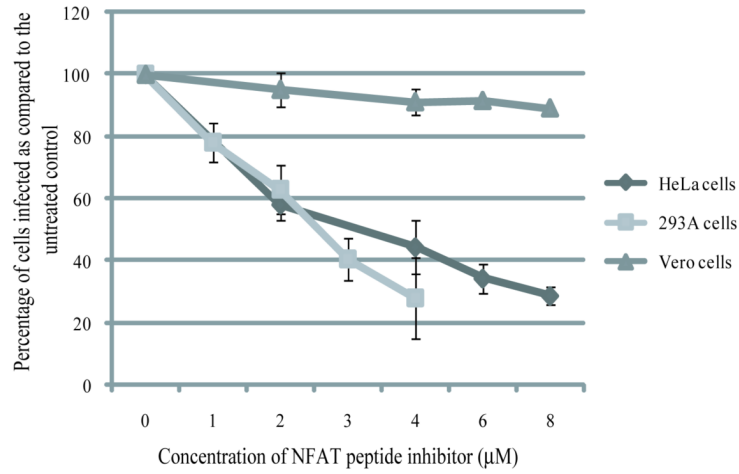 Percentage of cells infected as compared to the
untreated control
120
100
80
60
40
20
0
0 1 2 3 4 6 8
Concentration of NFAT peptide inhibitor (μM)
HeLa cells
293A cells
Vero cells